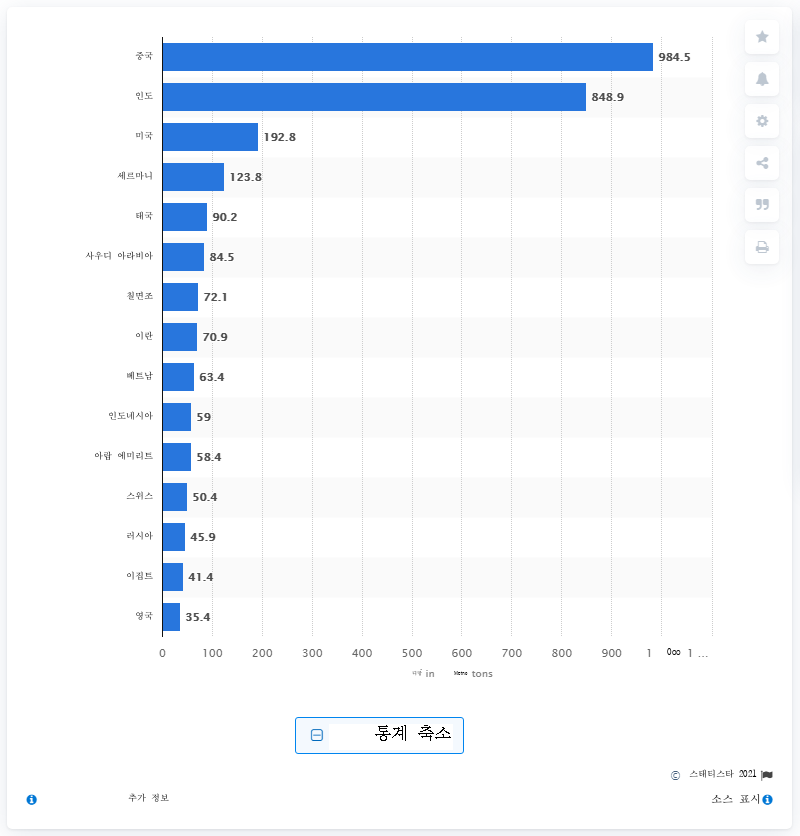 중국 984.5
인도 848.9
미국 192.8
세르마니 123.8
태국 90.2
사우디 아라비아 84.5
칠면조 72.1
이란 70.9
베트남 63.4
인도네시아 59
아랍 에미리트 58.4
스위스 50.4
러시아 45.9
이집트 41.4
영국 35.4
0 100 200 300 400 500 600 700 800 900 1 000 1 ...
in Metric tons
통계 축소
© 스태티스타 2021
추가 정보 소스 표시